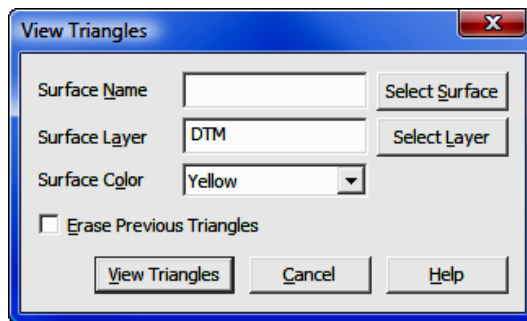 View Triangles
Surface Name Select Surface
Surface Layer DTM Select Layer
Surface Color Yellow
Erase Previous Triangles
View Triangles Cancel Help